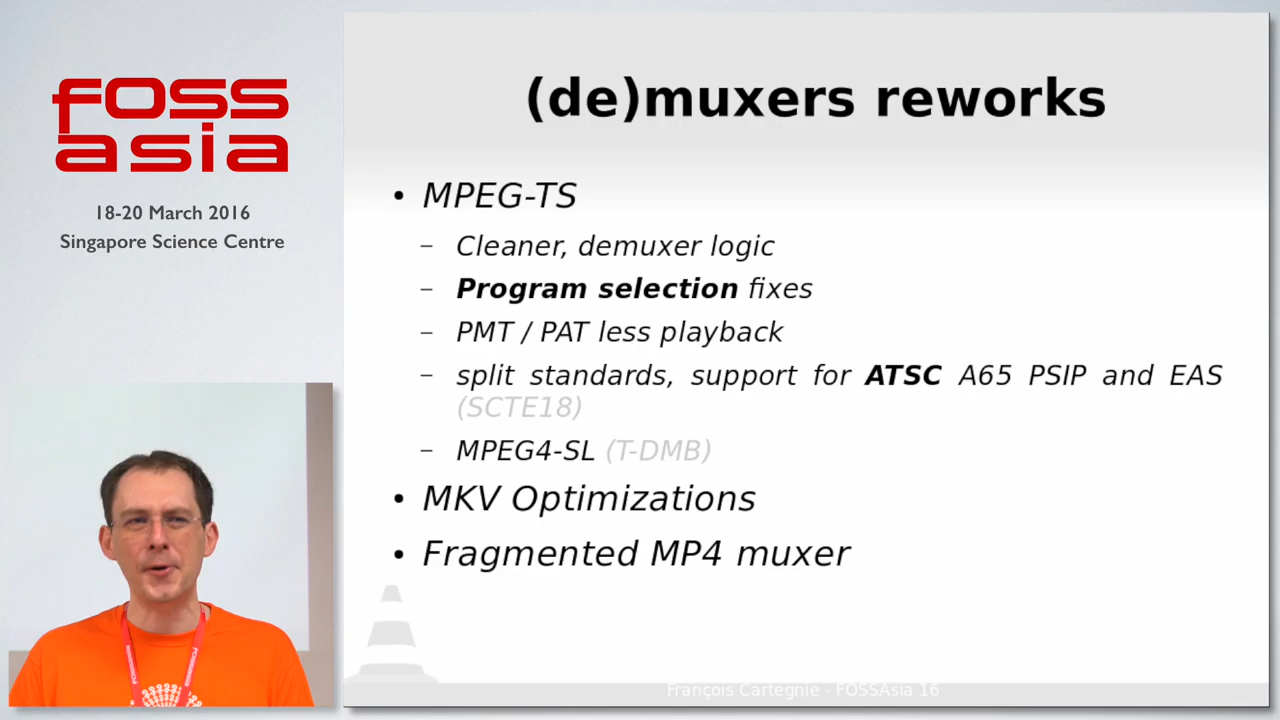 foss
asia
18-20 March 2016
Singapore Science Centre
(de)muxers reworks
• MPEG-TS
– Cleaner, demuxer logic
– Program selection fixes
– PMT / PAT less playback
– split standards, support for ATSC A65 PSIP and EAS
(SCTE18)
– MPEG4-SL (T-DMB)
• MKV Optimizations
• Fragmented MP4 muxer
François Cartegnie - FOSSAsia 16